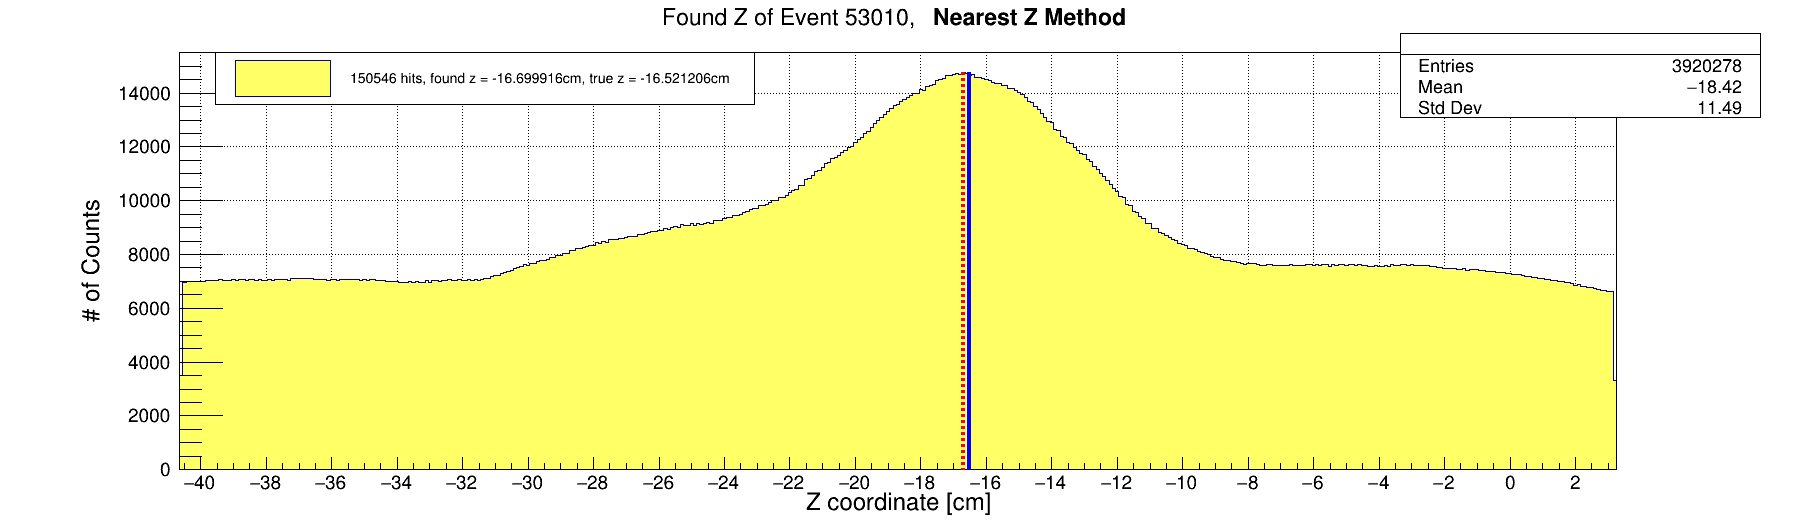 Found Z of Event 53010, Nearest Z Method
150546 hits, found z = -16.699916cm, true z = -16.521206cm
Entries 3920278
Mean −18.42
Std Dev 11.49
14000
12000
10000
8000
6000
4000
2000
0
# of Counts
−40 −38 −36 −34 −32 −30 −28 −26 −24 −22 −20 −18 −16 −14 −12 −10 −8 −6 −4 −2 0 2
Z coordinate [cm]